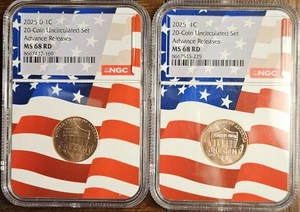 2025 D 1C
20-Coin Uncirculated Set
Advance Releases
MS 68 RD
NGC
2025 1C
20-Coin Uncirculated Set
Advance Releases
MS 68 RD
NGC